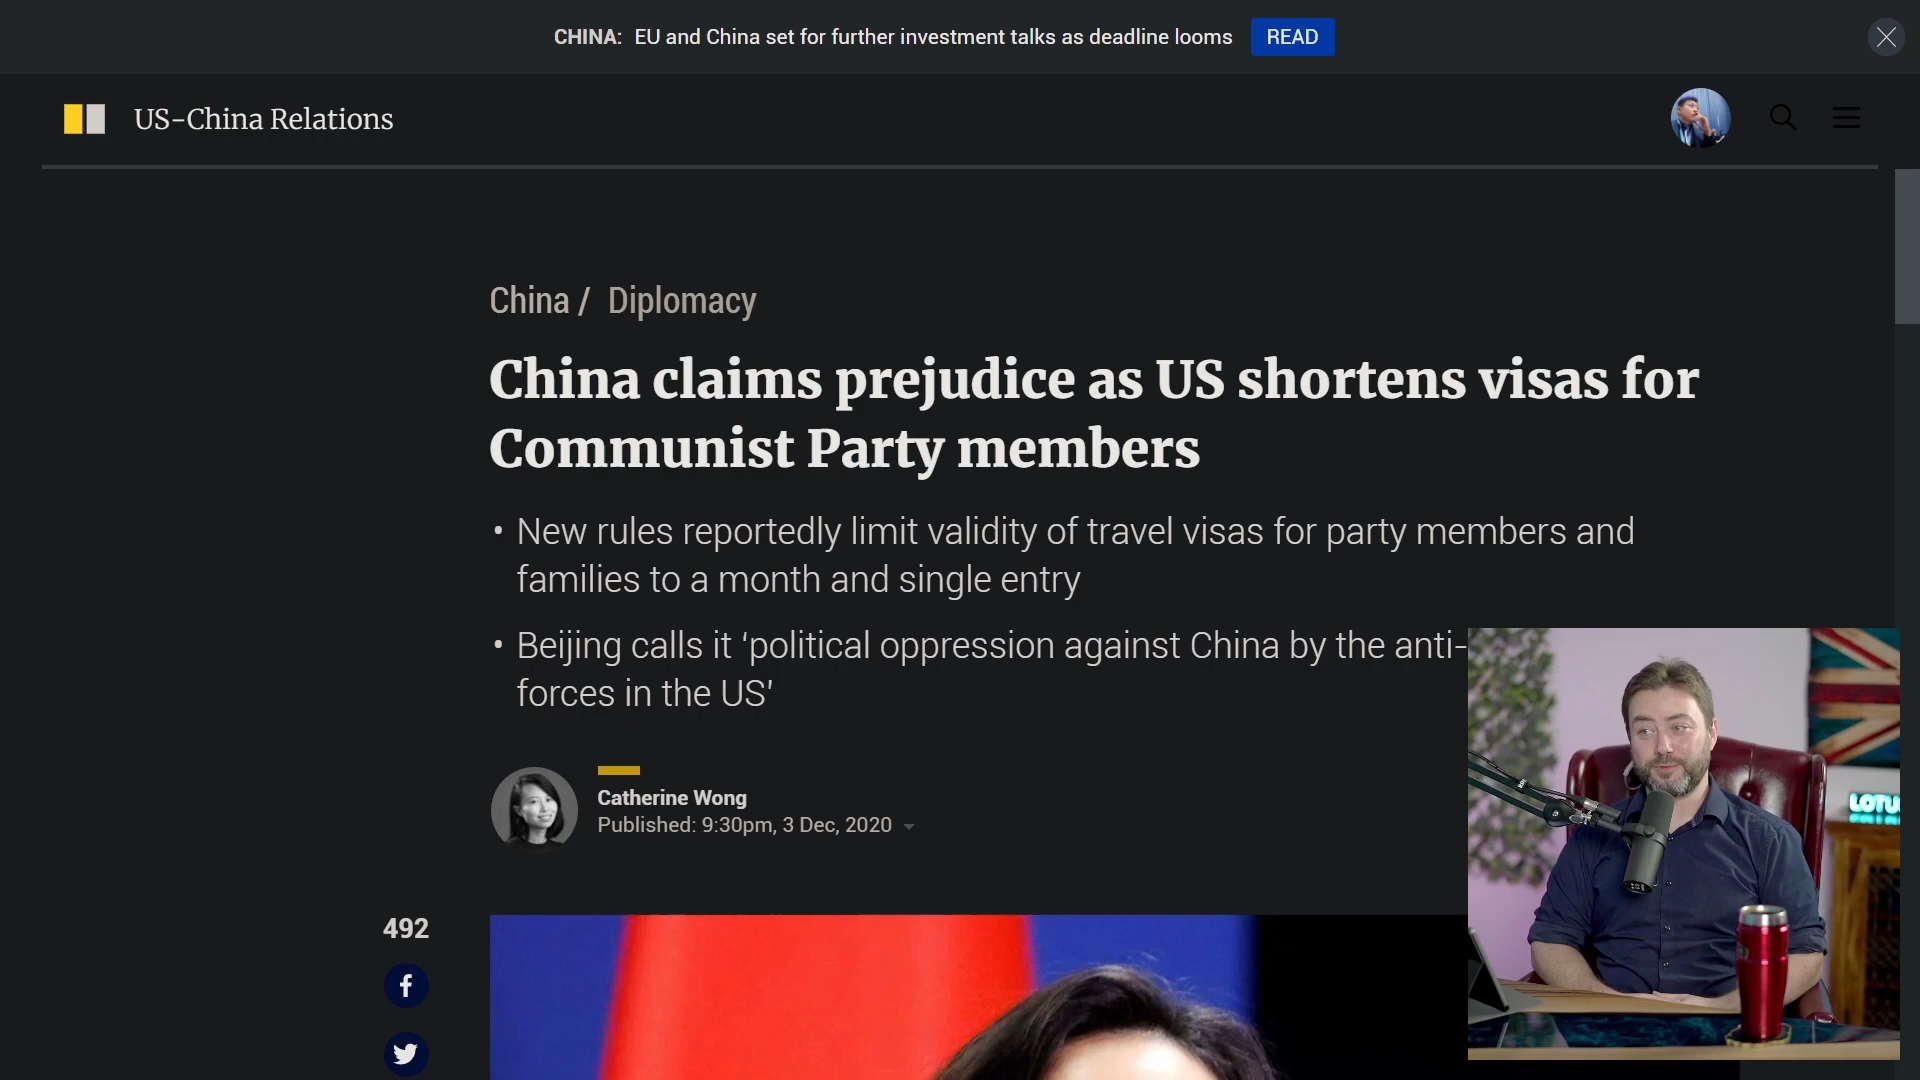 CHINA: EU and China set for further investment talks as deadline looms READ
US-China Relations
China / Diplomacy
China claims prejudice as US shortens visas for
Communist Party members
• New rules reportedly limit validity of travel visas for party members and
families to a month and single entry
• Beijing calls it ‘political oppression against China by the anti-
forces in the US’
Catherine Wong
Published: 9:30pm, 3 Dec, 2020
492
LOTU